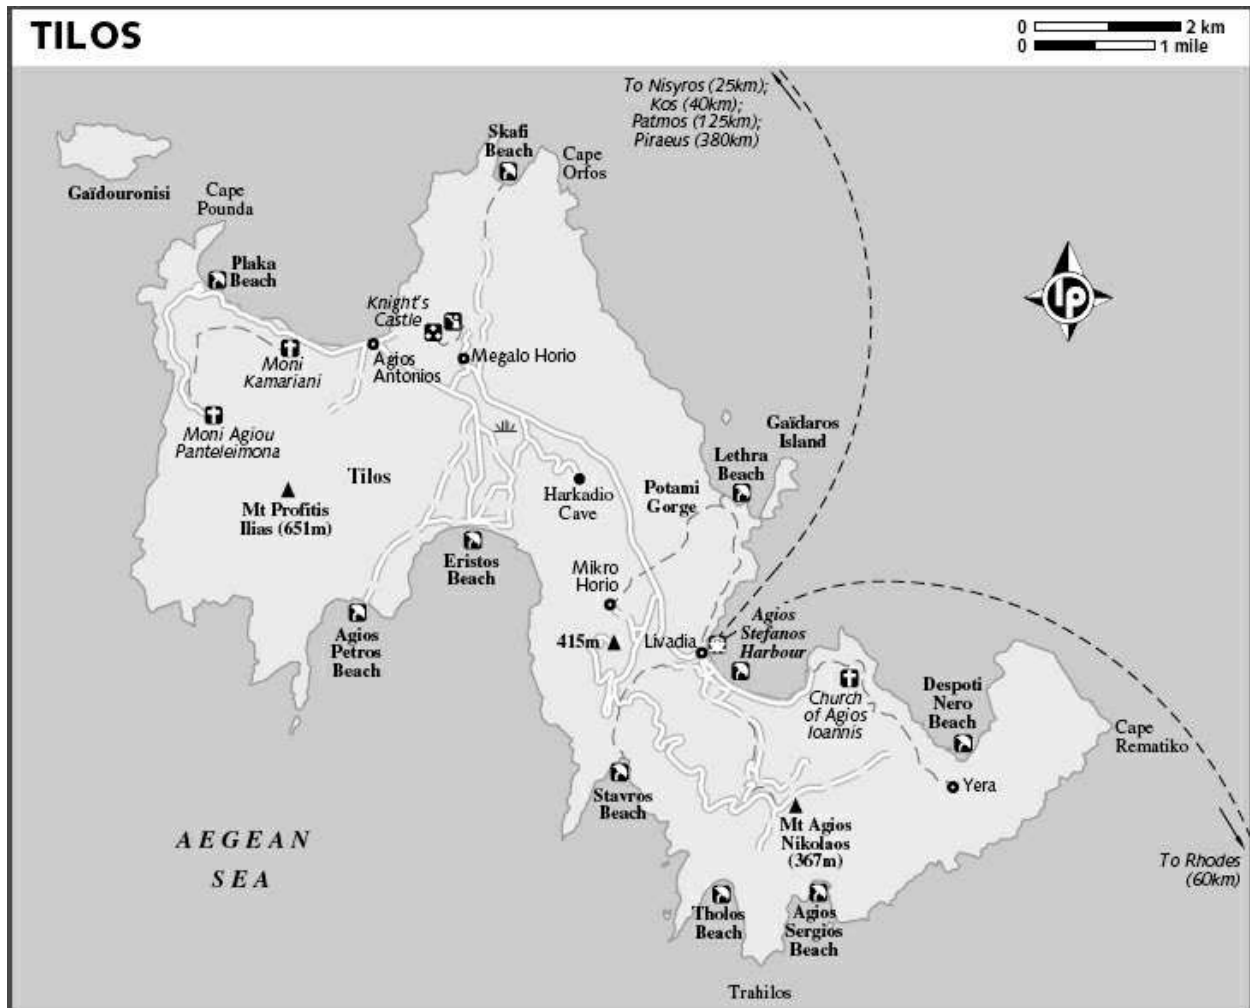 TILOS
0 2 km
0 1 mile
To Nisyros (25km);
Kos (40km);
Patmos (125km);
Piraeus (380km)
Skafi
Beach
Cape
Orfos
Gaïdouronisi
Cape
Pounda
Plaka
Beach
Knight's
Castle
Moni
Kamariani
Agios
Antonios
Megalo Horio
lp
Moni Agiou
Panteleimona
Tilos
Mt Profitis
Ilias (651m)
Harkadio
Cave
Potami
Gorge
Lethra
Beach
Gaïdaros
Island
Eristos
Beach
Mikro
Horio
Agios
Petros
Beach
415m
Livadia
Agios
Stefanos
Harbour
Church
of Agios
Ioannis
Despoti
Nero
Beach
Cape
Rematiko
Yera
Stavros
Beach
Mt Agios
Nikolaos
(367m)
AEGEAN
SEA
To Rhodes
(60km)
Tholos
Beach
Agios
Sergios
Beach
Trahilos